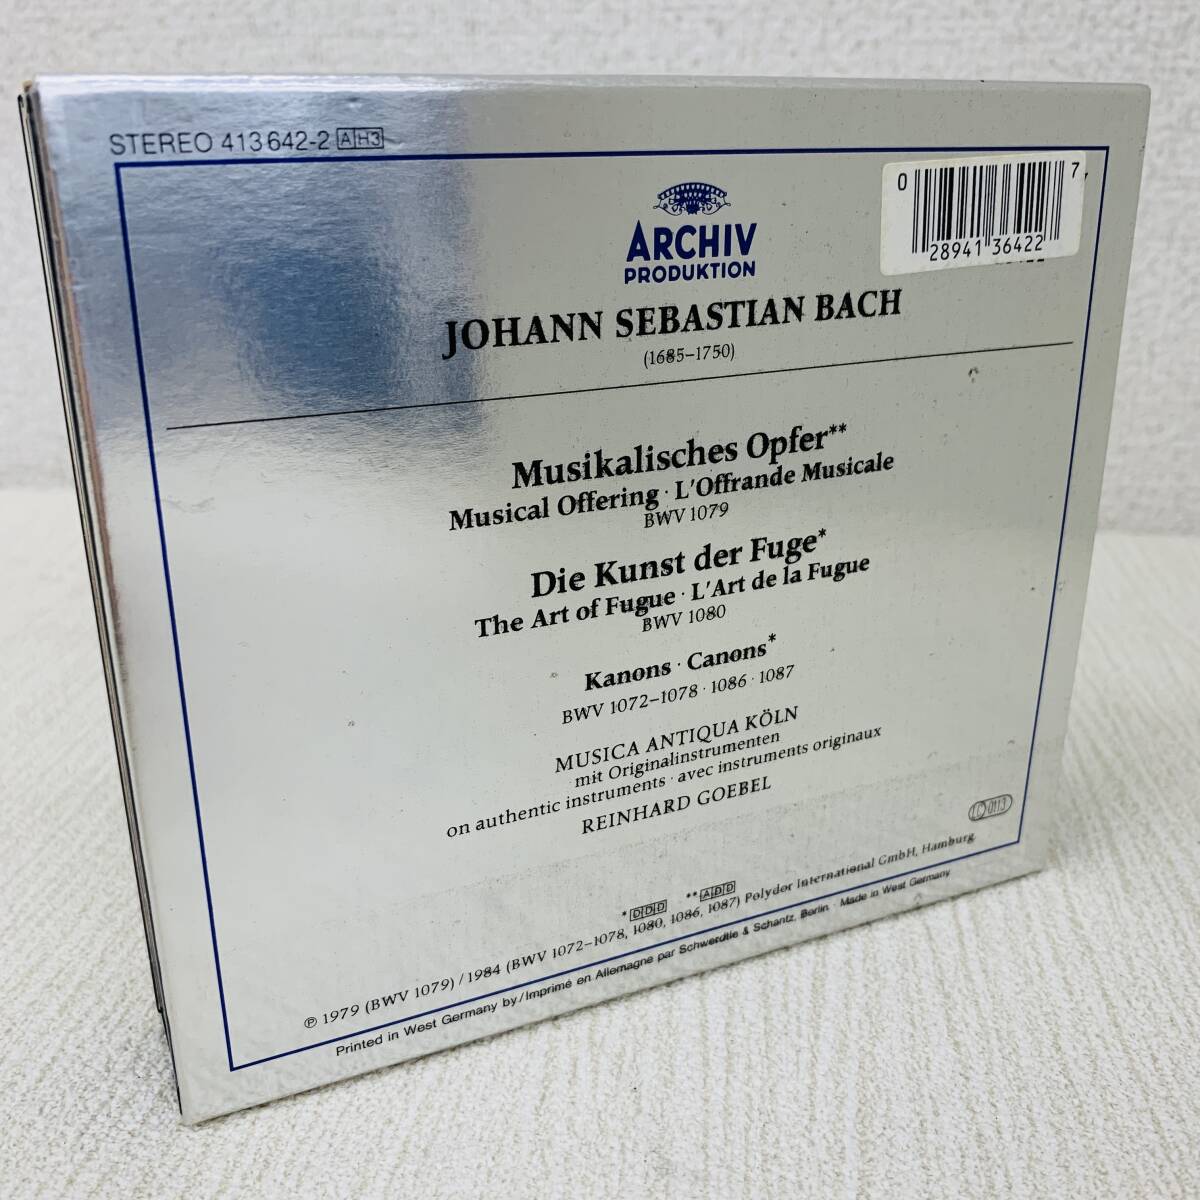 STEREO 413 642-2 AH3
0 28941 36422 7
ARCHIV
PRODUKTION
JOHANN SEBASTIAN BACH
(1685–1750)
Musikalisches Opfer**
Musical Offering · L'Offrande Musicale
BWV 1079
Die Kunst der Fuge*
The Art of Fugue · L'Art de la Fugue
BWV 1080
Kanons · Canons*
BWV 1072–1078 · 1086 · 1087
MUSICA ANTIQUA KÖLN
mit Originalinstrumenten
on authentic instruments · avec instruments originaux
REINHARD GOEBEL
LC 0113
*DDD **ADD
℗ 1979 (BWV 1079) / 1984 (BWV 1072–1078, 1080, 1086, 1087) Polydor International GmbH, Hamburg
Printed in West Germany by / Imprimé en Allemagne par Schwerdtle & Schantz, Berlin · Made in West Germany